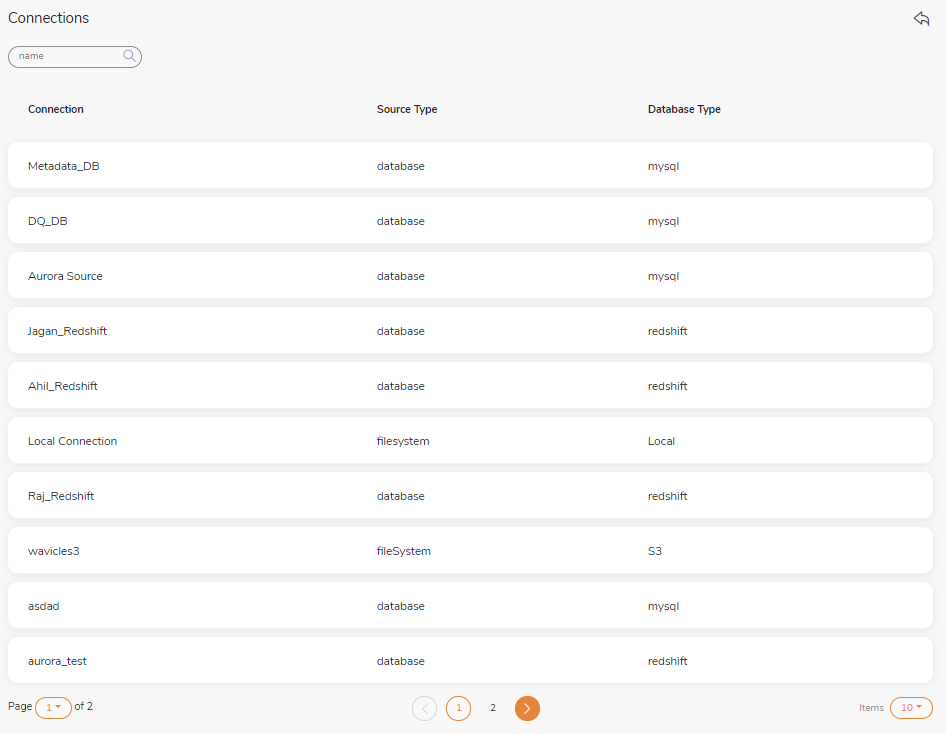 Connections
name
Connection Source Type Database Type
Metadata_DB database mysql
DQ_DB database mysql
Aurora Source database mysql
Jagan_Redshift database redshift
Ahil_Redshift database redshift
Local Connection filesystem Local
Raj_Redshift database redshift
wavicles3 fileSystem S3
asdad database mysql
aurora_test database redshift
Page 1 of 2 1 2 Items 10